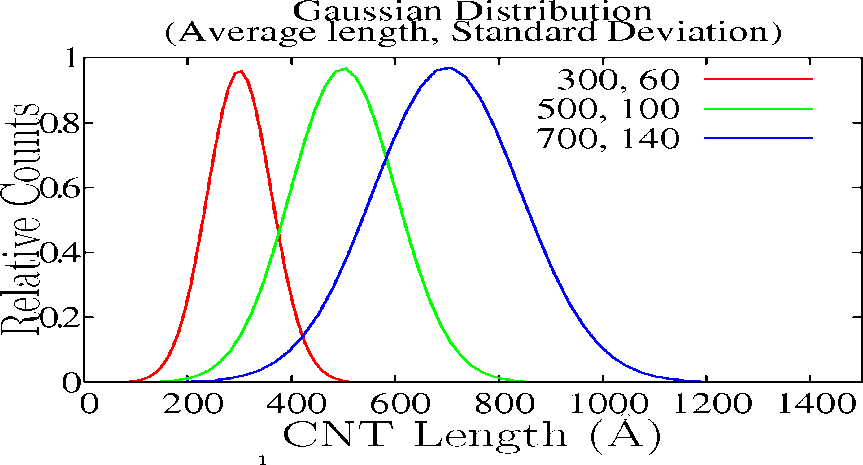 Gaussian Distribution
(Average length, Standard Deviation)
300, 60
500, 100
700, 140
1
0.8
0.6
0.4
0.2
0
Relative Counts
0 200 400 600 800 1000 1200 1400
CNT Length (Å)
1